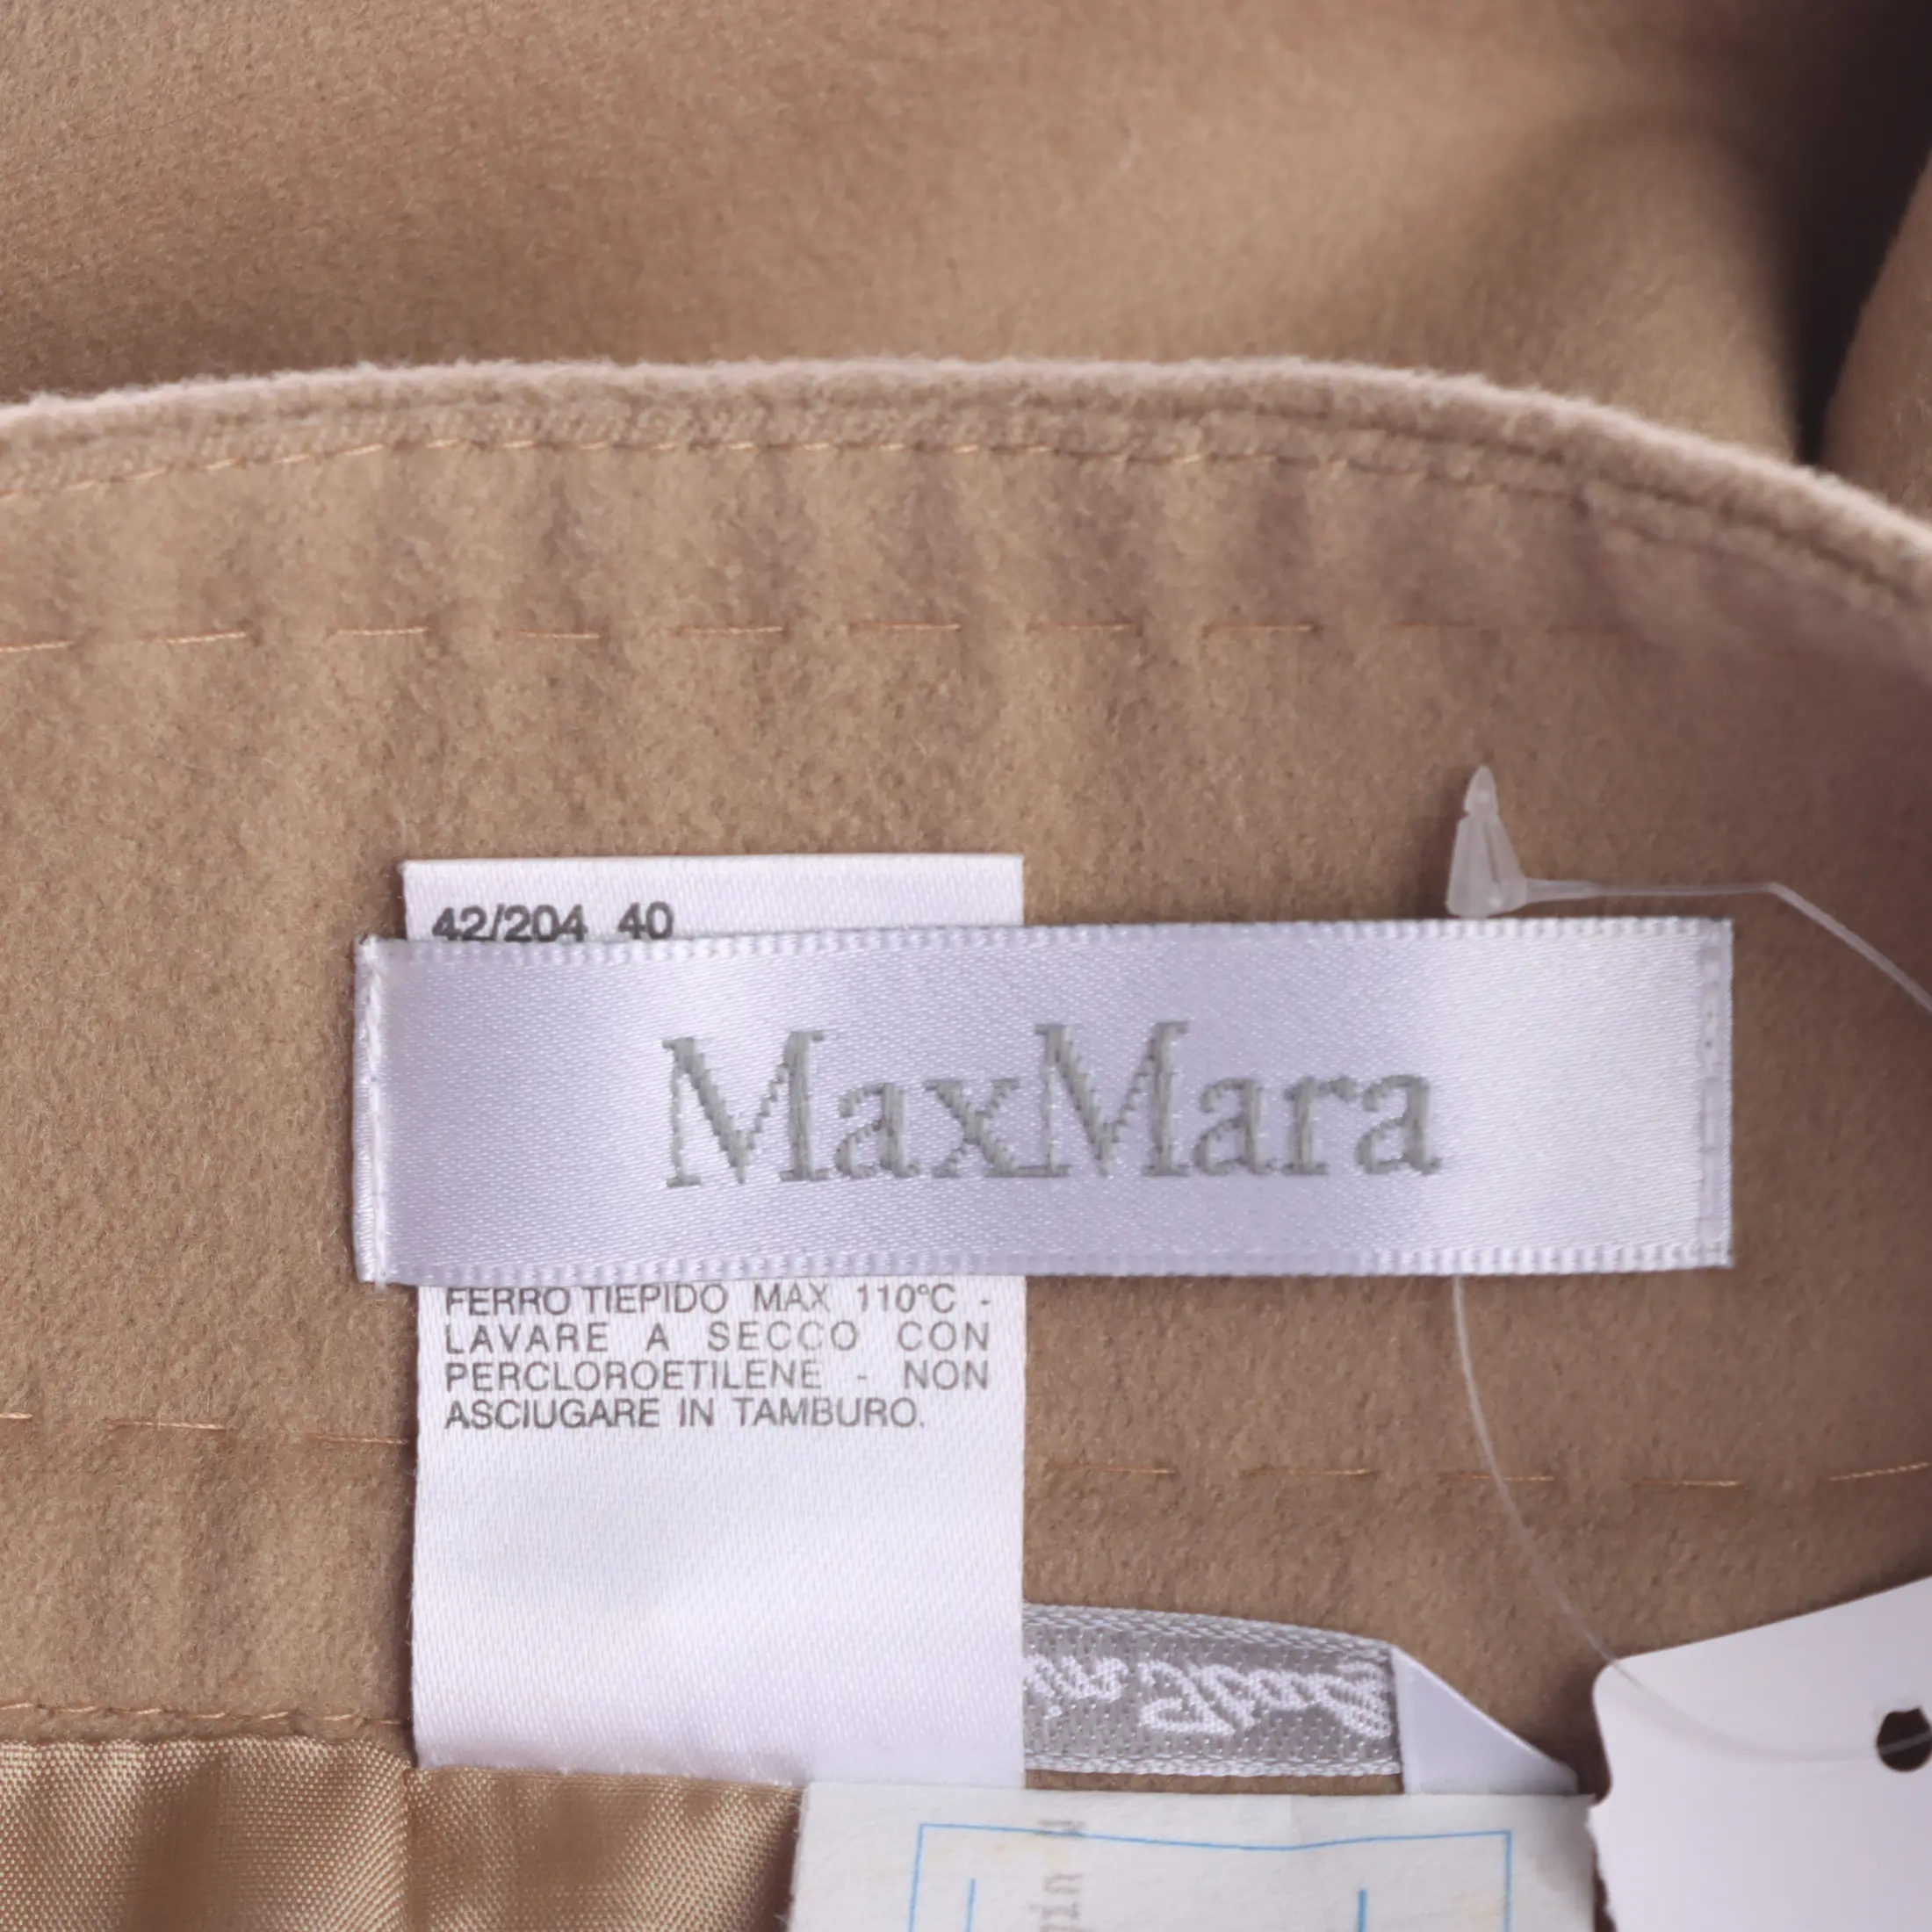 42/204 40
MaxMara
FERRO TIEPIDO MAX 110°C -
LAVARE A SECCO CON
PERCLOROETILENE - NON
ASCIUGARE IN TAMBURO.